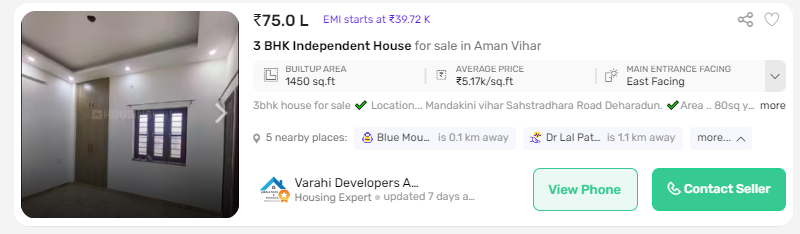 ₹75.0 L EMI starts at ₹39.72 K
3 BHK Independent House for sale in Aman Vihar
BUILTUP AREA
1450 sq.ft
AVERAGE PRICE
₹5.17k/sq.ft
MAIN ENTRANCE FACING
East Facing
3bhk house for sale ✔ Location... Mandakini vihar Sahstradhara Road Deharadun. ✔ Area .. 80sq y... more
5 nearby places: Blue Mou... is 0.1 km away Dr Lal Pat... is 1.1 km away more...
Varahi Developers A...
Housing Expert • updated 7 days a...
View Phone
Contact Seller